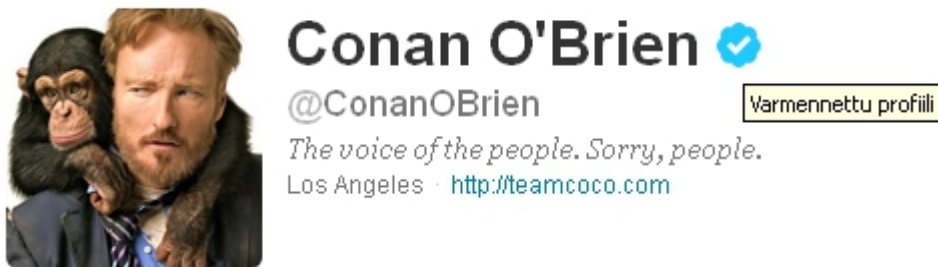 Conan O'Brien
@ConanOBrien
Varmennettu profiili
The voice of the people. Sorry, people.
Los Angeles · http://teamcoco.com